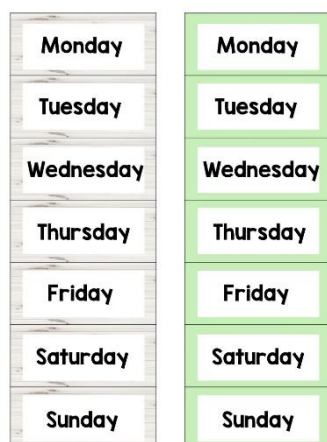 Monday
Tuesday
Wednesday
Thursday
Friday
Saturday
Sunday
Monday
Tuesday
Wednesday
Thursday
Friday
Saturday
Sunday